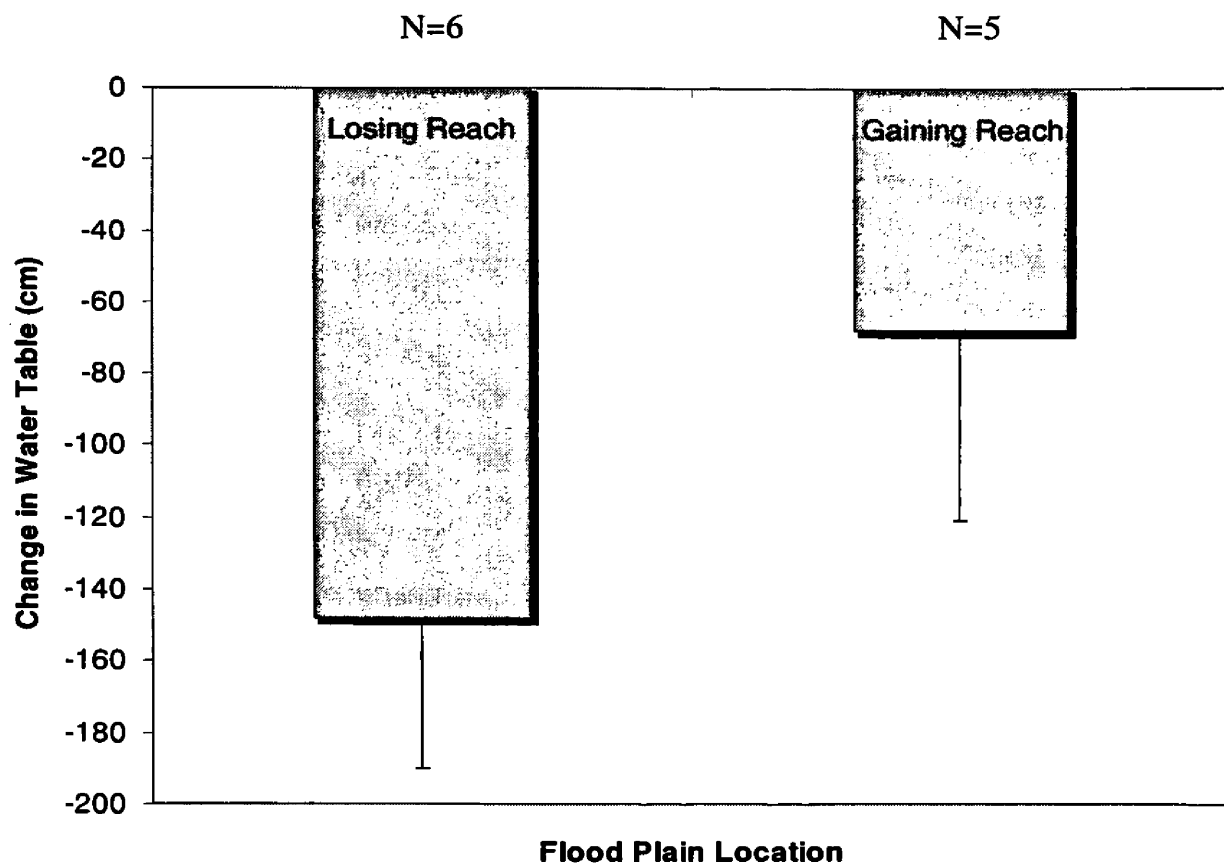 N=6 N=5
0
Losing Reach Gaining Reach
-20
-40
-60
-80
-100
-120
-140
-160
-180
-200
Change in Water Table (cm)
Flood Plain Location